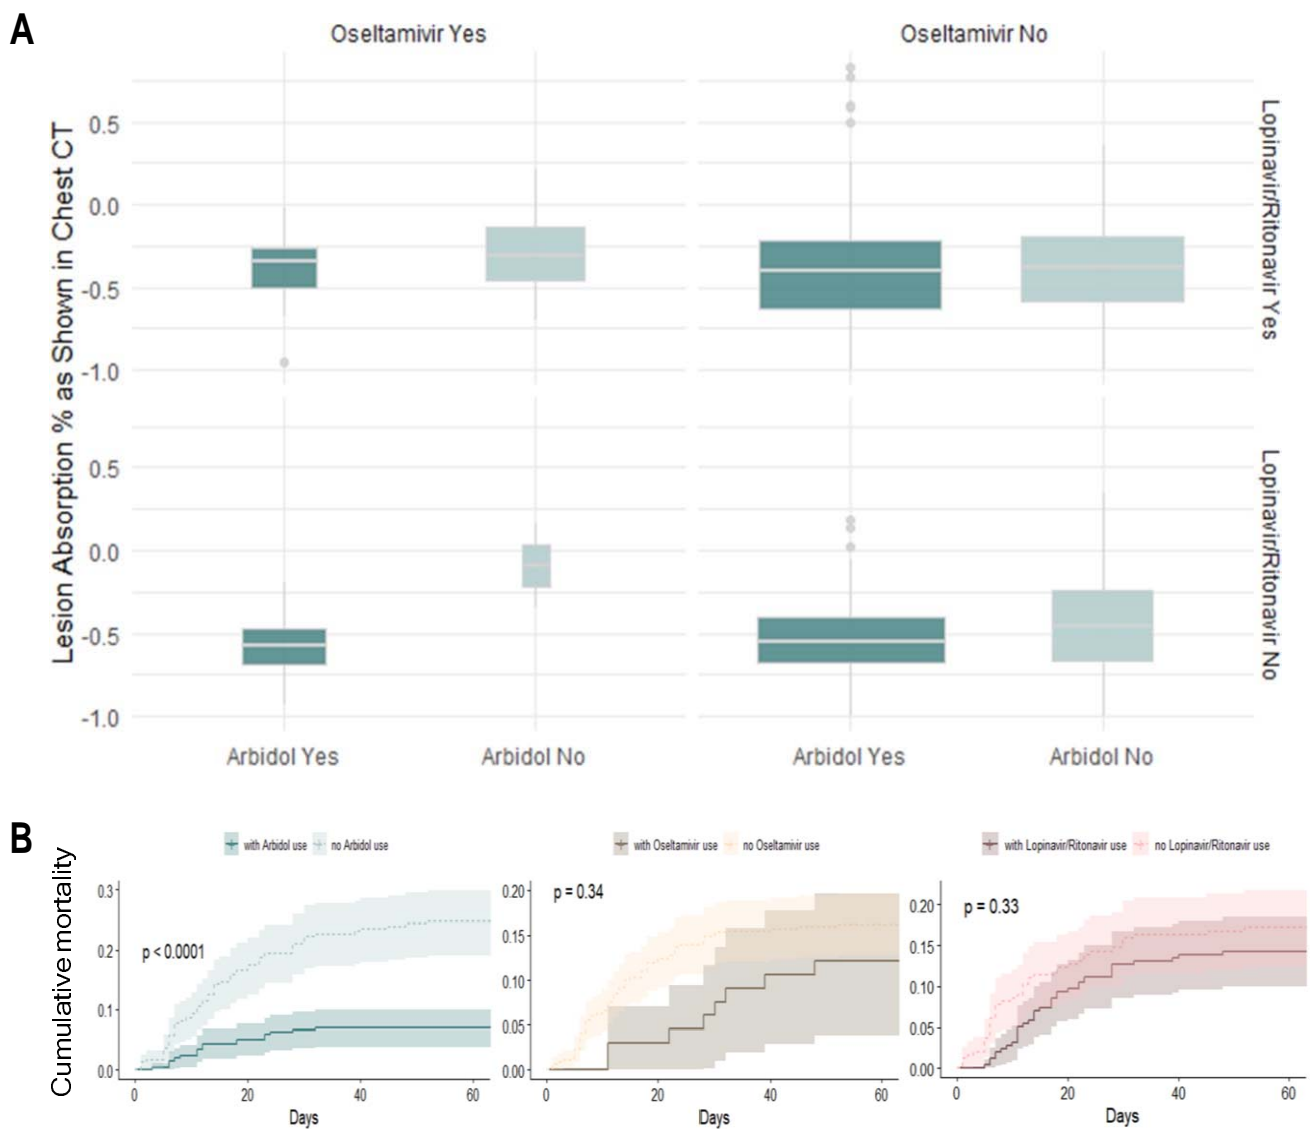 A
Oseltamivir Yes
Oseltamivir No
Lesion Absorption % as Shown in Chest CT
0.5
0.0
-0.5
-1.0
Lopinavir/Ritonavir Yes
0.5
0.0
-0.5
-1.0
Lopinavir/Ritonavir No
Arbidol Yes
Arbidol No
Arbidol Yes
Arbidol No
B
Cumulative mortality
with Arbidol use
no Arbidol use
0.3
0.2
0.1
0.0
p < 0.0001
0
20
40
60
Days
with Oseltamivir use
no Oseltamivir use
0.20
0.15
0.10
0.05
0.00
p = 0.34
0
20
40
60
Days
with Lopinavir/Ritonavir use
no Lopinavir/Ritonavir use
0.20
0.15
0.10
0.05
0.00
p = 0.33
0
20
40
60
Days